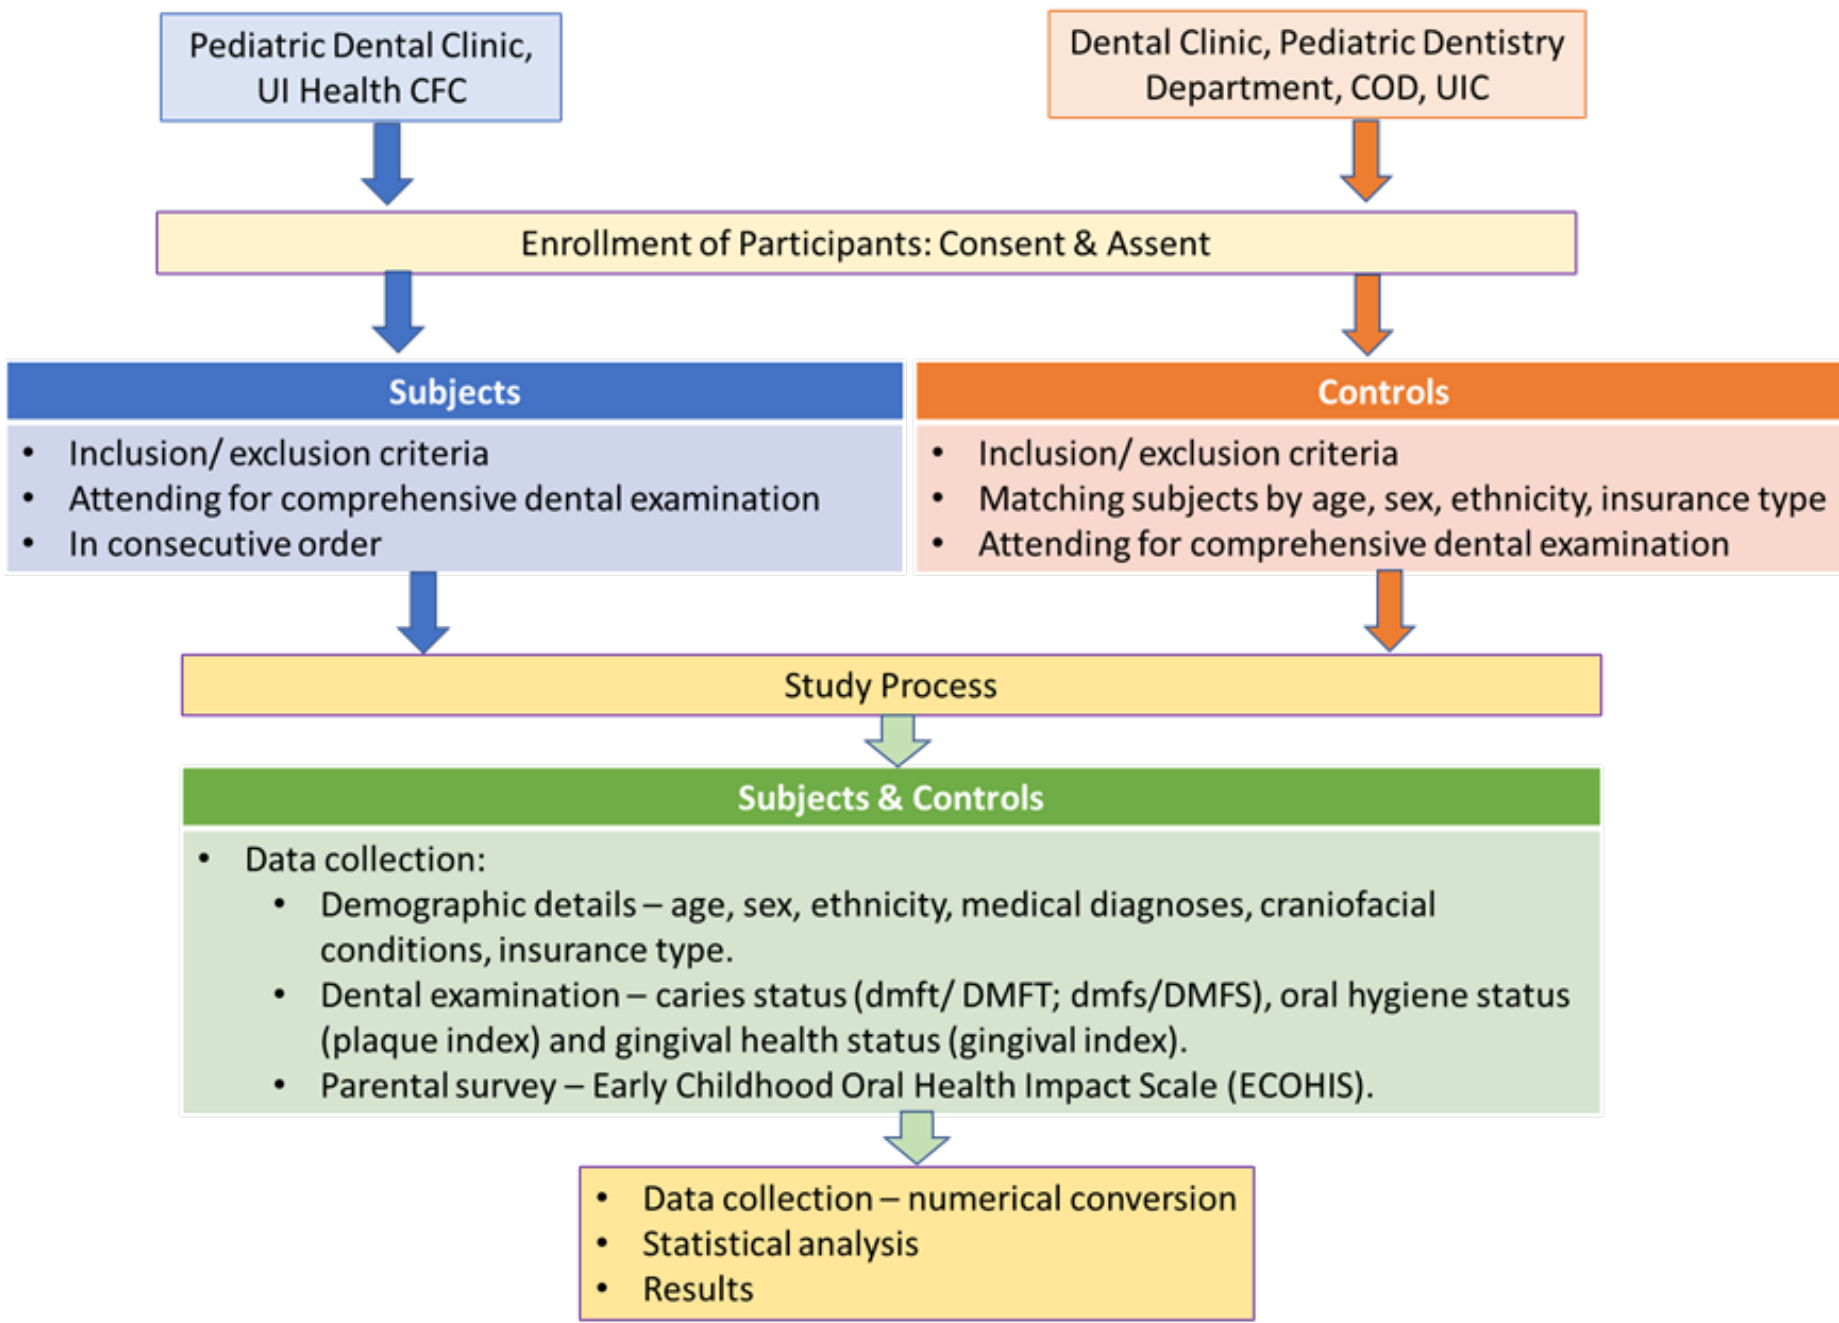 Pediatric Dental Clinic,
UI Health CFC
Dental Clinic, Pediatric Dentistry
Department, COD, UIC
Enrollment of Participants: Consent & Assent
Subjects
• Inclusion/ exclusion criteria
• Attending for comprehensive dental examination
• In consecutive order
Controls
• Inclusion/ exclusion criteria
• Matching subjects by age, sex, ethnicity, insurance type
• Attending for comprehensive dental examination
Study Process
Subjects & Controls
• Data collection:
• Demographic details – age, sex, ethnicity, medical diagnoses, craniofacial
conditions, insurance type.
• Dental examination – caries status (dmft/ DMFT; dmfs/DMFS), oral hygiene status
(plaque index) and gingival health status (gingival index).
• Parental survey – Early Childhood Oral Health Impact Scale (ECOHIS).
• Data collection – numerical conversion
• Statistical analysis
• Results